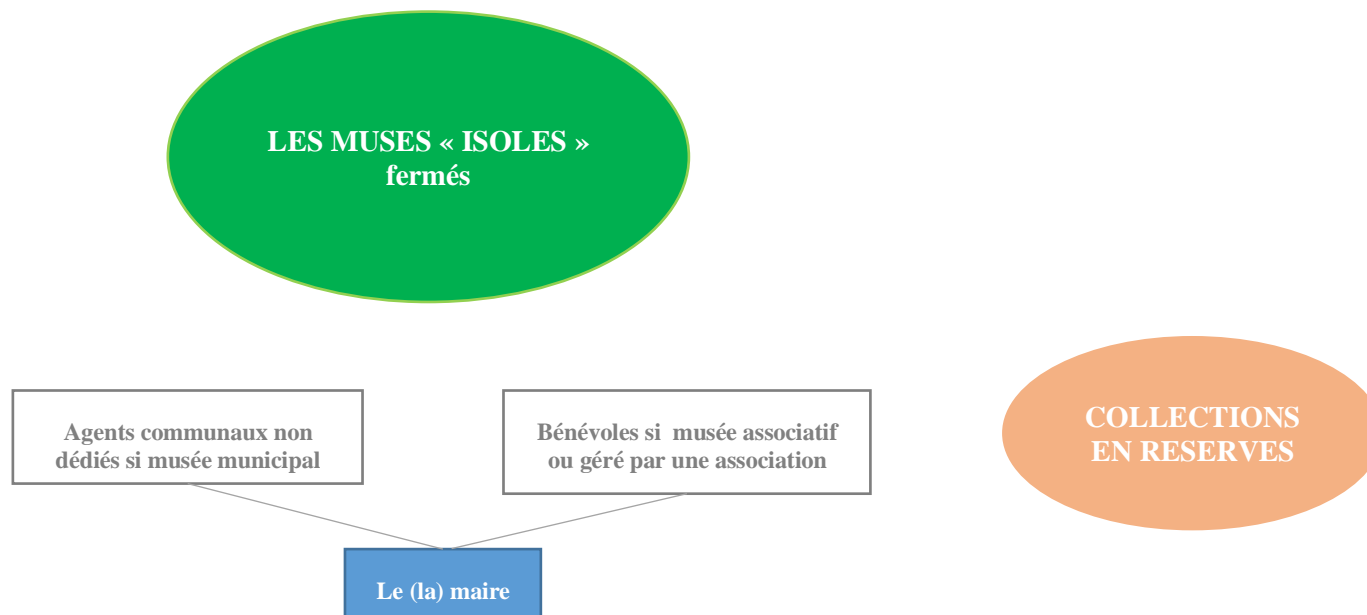 LES MUSES « ISOLES »
fermés
Agents communaux non
dédiés si musée municipal
Bénévoles si musée associatif
ou géré par une association
COLLECTIONS
EN RESERVES
Le (la) maire